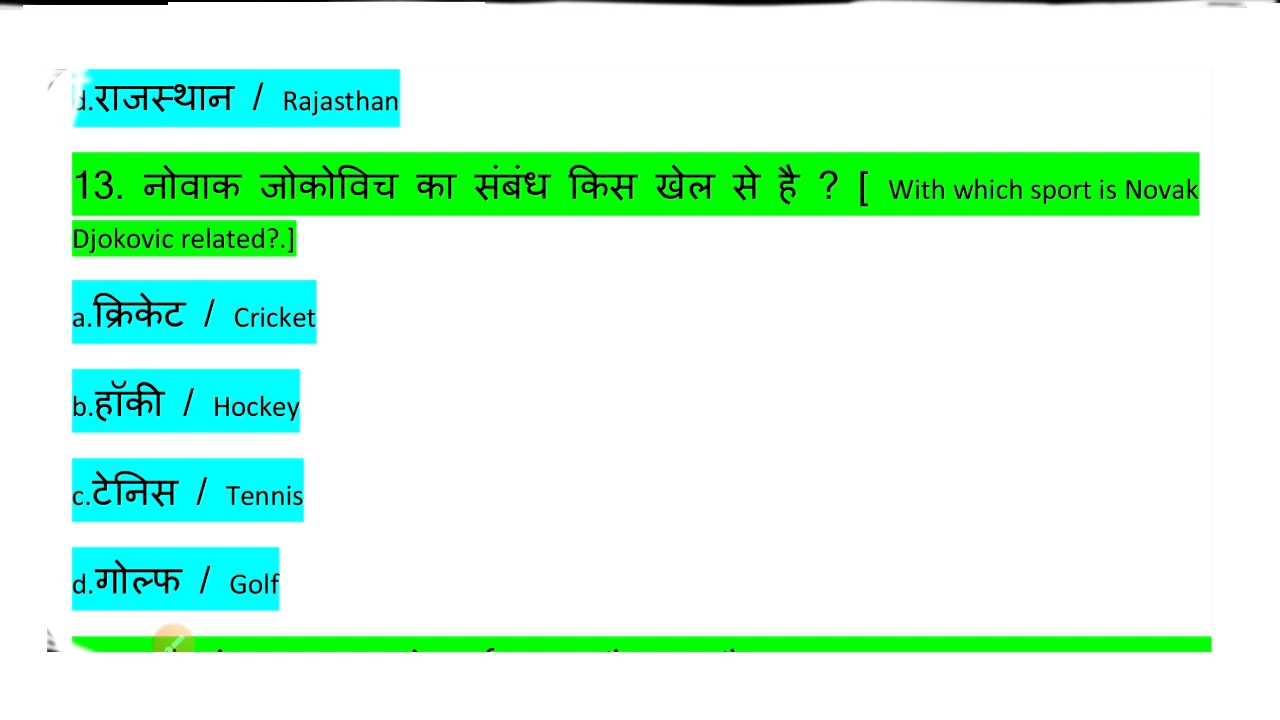 d.राजस्थान / Rajasthan
13. नोवाक जोकोविच का संबंध किस खेल से है ? [ With which sport is Novak
Djokovic related?.]
a.क्रिकेट / Cricket
b.हॉकी / Hockey
c.टेनिस / Tennis
d.गोल्फ / Golf